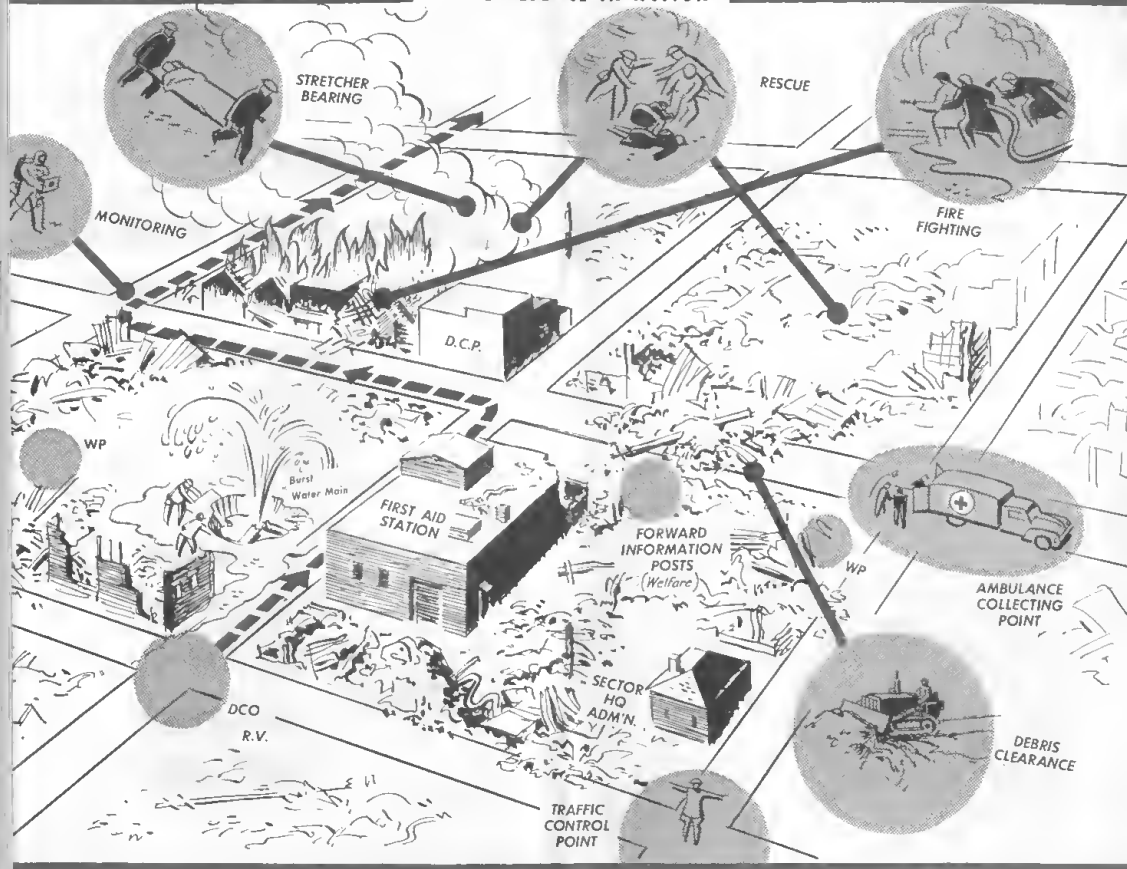 STRETCHER
BEARING
RESCUE
MONITORING
FIRE
FIGHTING
D.C.P.
WP
Burst
Water Main
FIRST AID
STATION
FORWARD
INFORMATION
POSTS
(Welfare)
WP
AMBULANCE
COLLECTING
POINT
SECTOR
HQ
ADM'N.
DCO
R.V.
DEBRIS
CLEARANCE
TRAFFIC
CONTROL
POINT